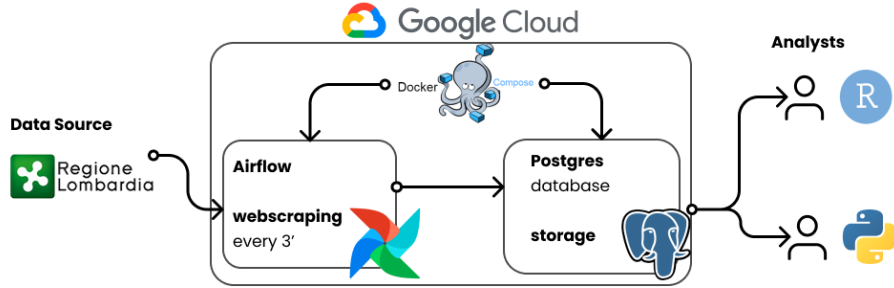 Google Cloud
Analysts
Docker
Compose
R
Data Source
Regione
Lombardia
Airflow
webscraping
every 3’
Postgres
database
storage